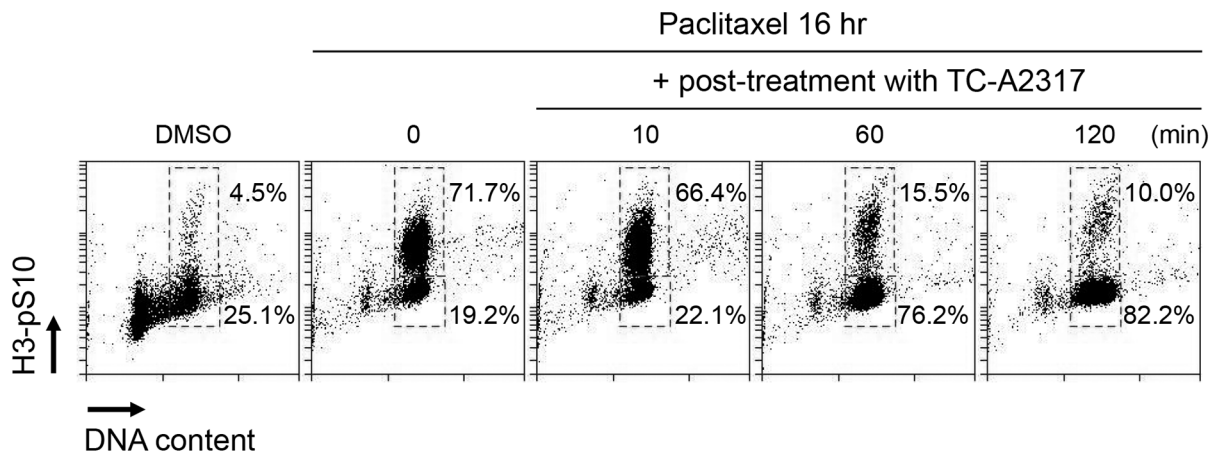 Paclitaxel 16 hr
+ post-treatment with TC-A2317
DMSO 0 10 60 120 (min)
4.5% 71.7% 66.4% 15.5% 10.0%
25.1% 19.2% 22.1% 76.2% 82.2%
H3-pS10
DNA content